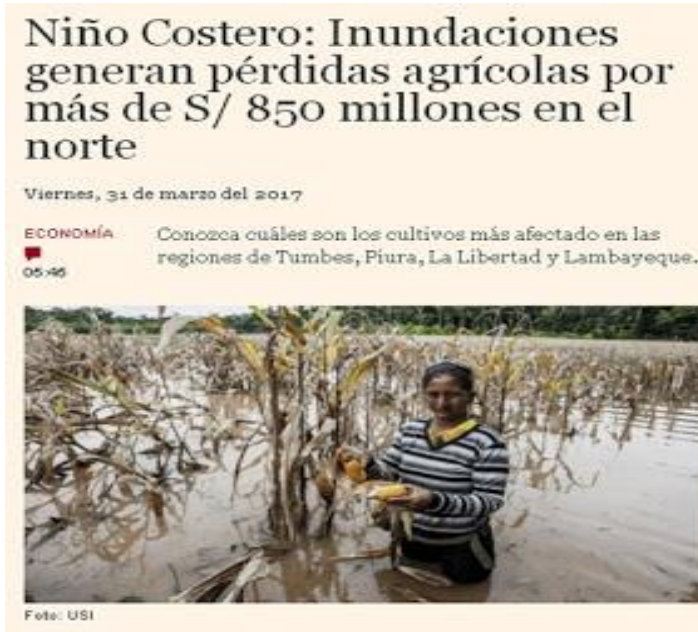 Niño Costero: Inundaciones
generan pérdidas agrícolas por
más de S/ 850 millones en el
norte
Viernes, 31 de marzo del 2017
ECONOMÍA
05:46
Conozca cuáles son los cultivos más afectado en las
regiones de Tumbes, Piura, La Libertad y Lambayeque.
Foto: USI